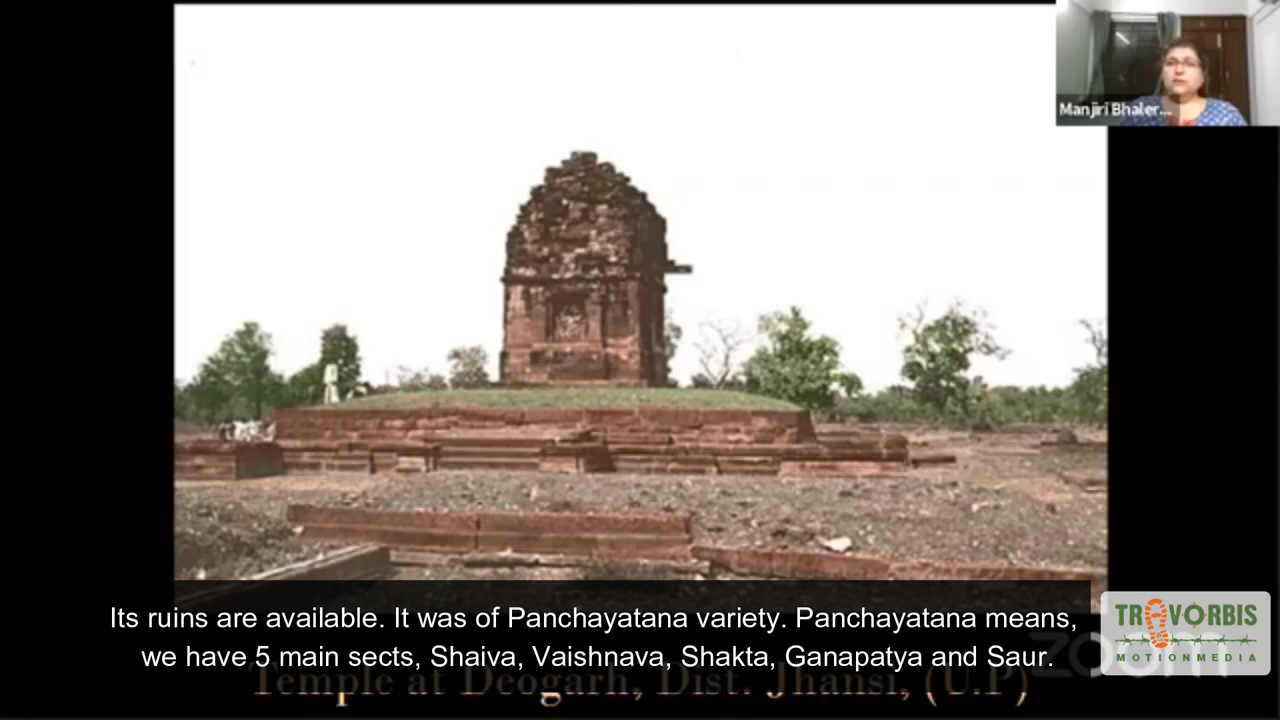 Manjiri Bhaler...
Its ruins are available. It was of Panchayatana variety. Panchayatana means,
we have 5 main sects, Shaiva, Vaishnava, Shakta, Ganapatya and Saur.
TRAVORBIS
MOTIONMEDIA
zoom
Temple at Deogarh, Dist. Jhansi, (U.P)